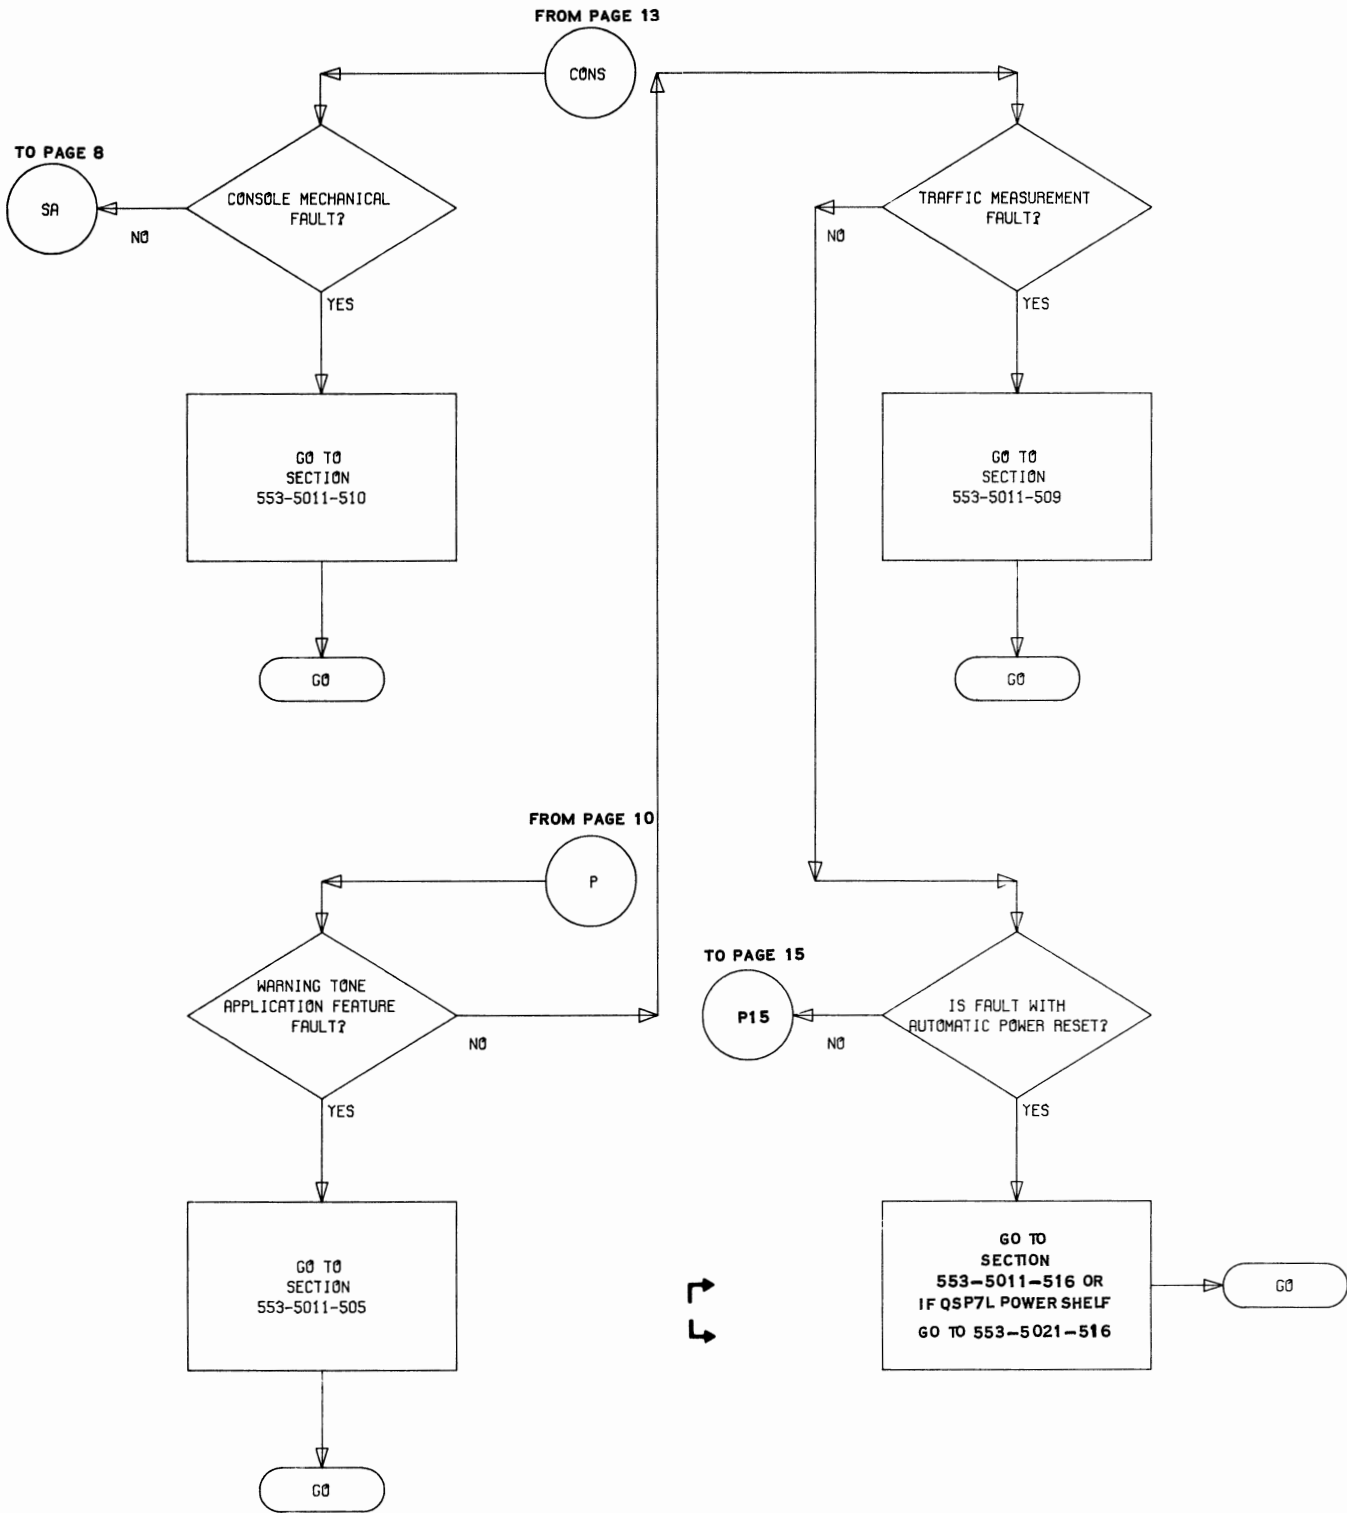 FROM PAGE 13
CONS
TO PAGE 8
SA
CONSOLE MECHANICAL
FAULT?
NO
YES
GO TO
SECTION
553-5011-510
GO
FROM PAGE 10
P
WARNING TONE
APPLICATION FEATURE
FAULT?
NO
YES
GO TO
SECTION
553-5011-505
GO
TRAFFIC MEASUREMENT
FAULT?
NO
YES
GO TO
SECTION
553-5011-509
GO
TO PAGE 15
P15
IS FAULT WITH
AUTOMATIC POWER RESET?
NO
YES
GO TO
SECTION
553-5011-516 OR
IF QSP7L POWER SHELF
GO TO 553-5021-516
GO